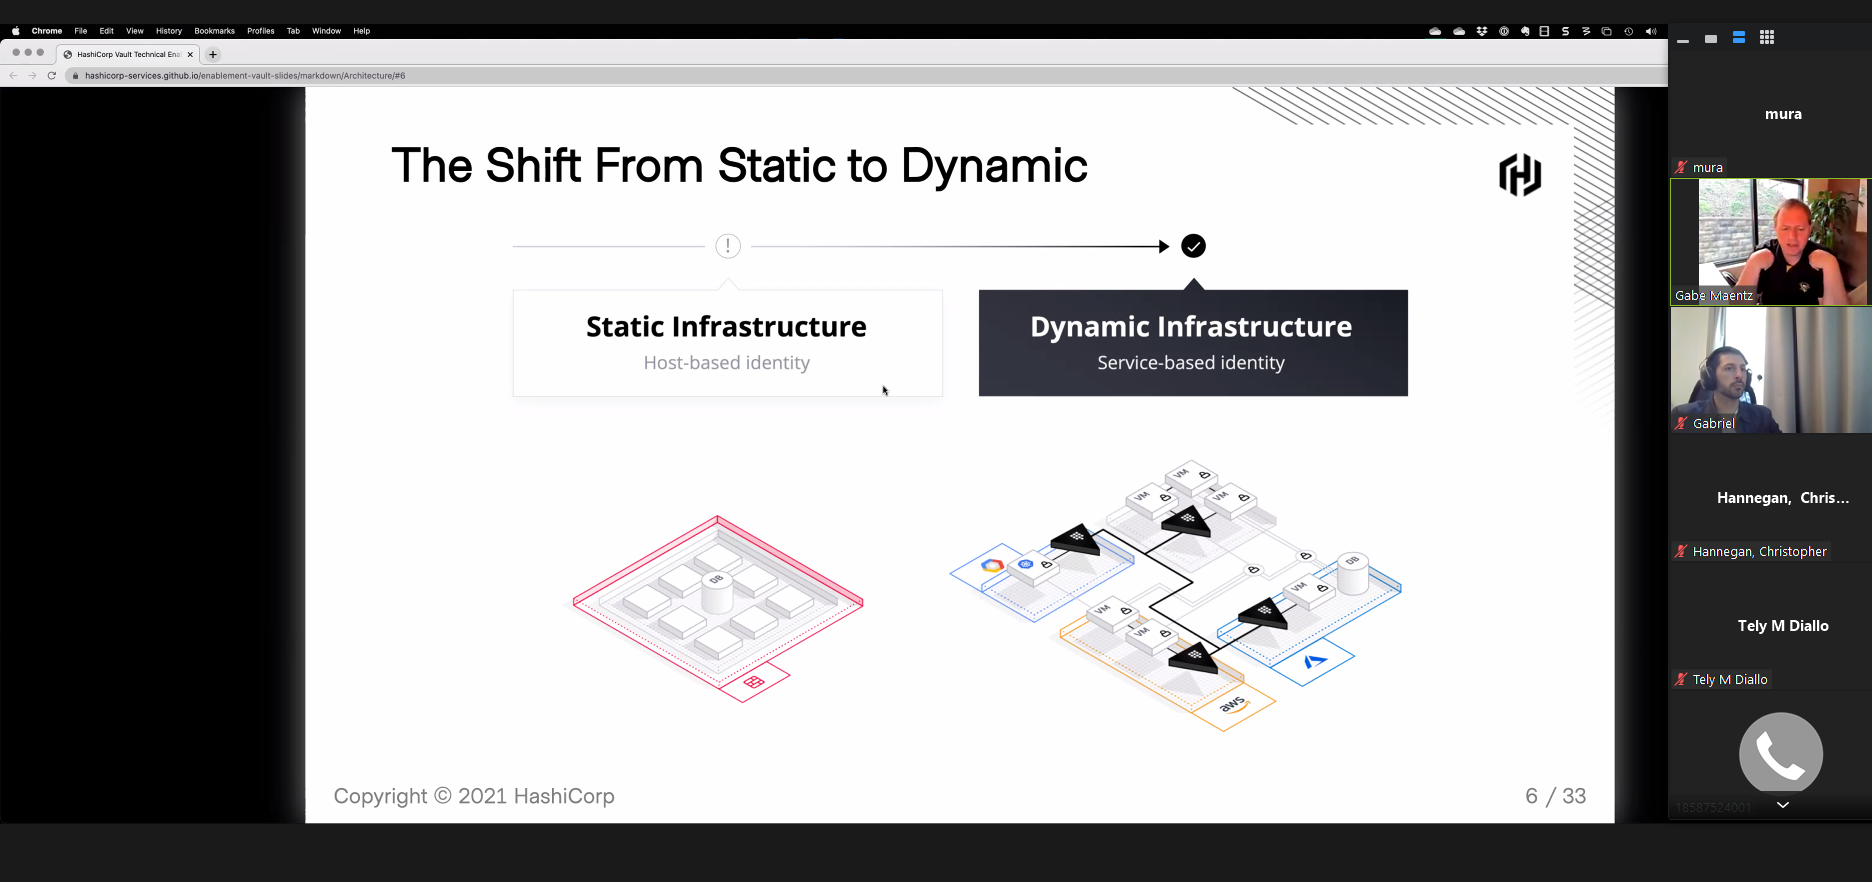 Chrome File Edit View History Bookmarks Profiles Tab Window Help
HashiCorp Vault Technical Ena
hashicorp-services.github.io/enablement-vault-slides/markdown/Architecture/#6
The Shift From Static to Dynamic
Static Infrastructure
Host-based identity
Dynamic Infrastructure
Service-based identity
DB
VM
VM
VM
DB
VM
VM
VM
aws
Copyright © 2021 HashiCorp
6 / 33
mura
mura
Gabe Maentz
Gabriel
Hannegan, Chris...
Hannegan, Christopher
Tely M Diallo
Tely M Diallo
18587524001